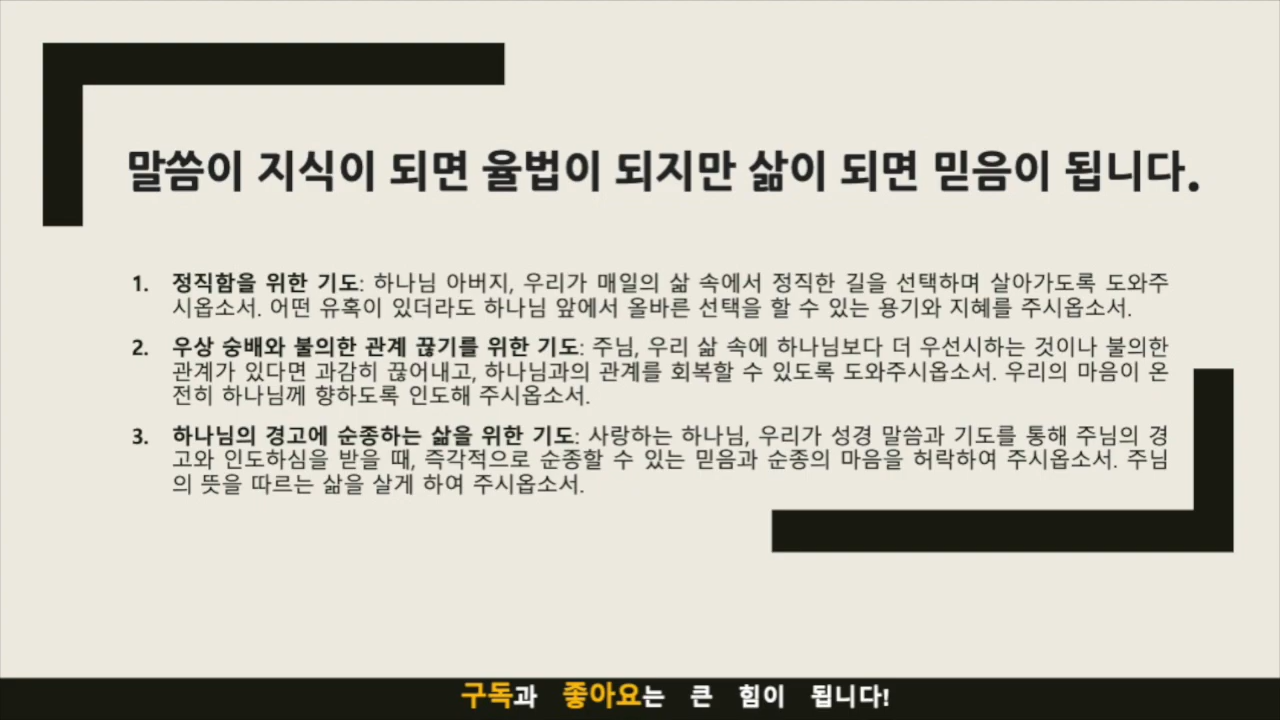 말씀이 지식이 되면 율법이 되지만 삶이 되면 믿음이 됩니다.
1. 정직함을 위한 기도: 하나님 아버지, 우리가 매일의 삶 속에서 정직한 길을 선택하며 살아가도록 도와주
시옵소서. 어떤 유혹이 있더라도 하나님 앞에서 올바른 선택을 할 수 있는 용기와 지혜를 주시옵소서.
2. 우상 숭배와 불의한 관계 끊기를 위한 기도: 주님, 우리 삶 속에 하나님보다 더 우선시하는 것이나 불의한
관계가 있다면 과감히 끊어내고, 하나님과의 관계를 회복할 수 있도록 도와주시옵소서. 우리의 마음이 온
전히 하나님께 향하도록 인도해 주시옵소서.
3. 하나님의 경고에 순종하는 삶을 위한 기도: 사랑하는 하나님, 우리가 성경 말씀과 기도를 통해 주님의 경
고와 인도하심을 받을 때, 즉각적으로 순종할 수 있는 믿음과 순종의 마음을 허락하여 주시옵소서. 주님
의 뜻을 따르는 삶을 살게 하여 주시옵소서.
구독과 좋아요는 큰 힘이 됩니다!